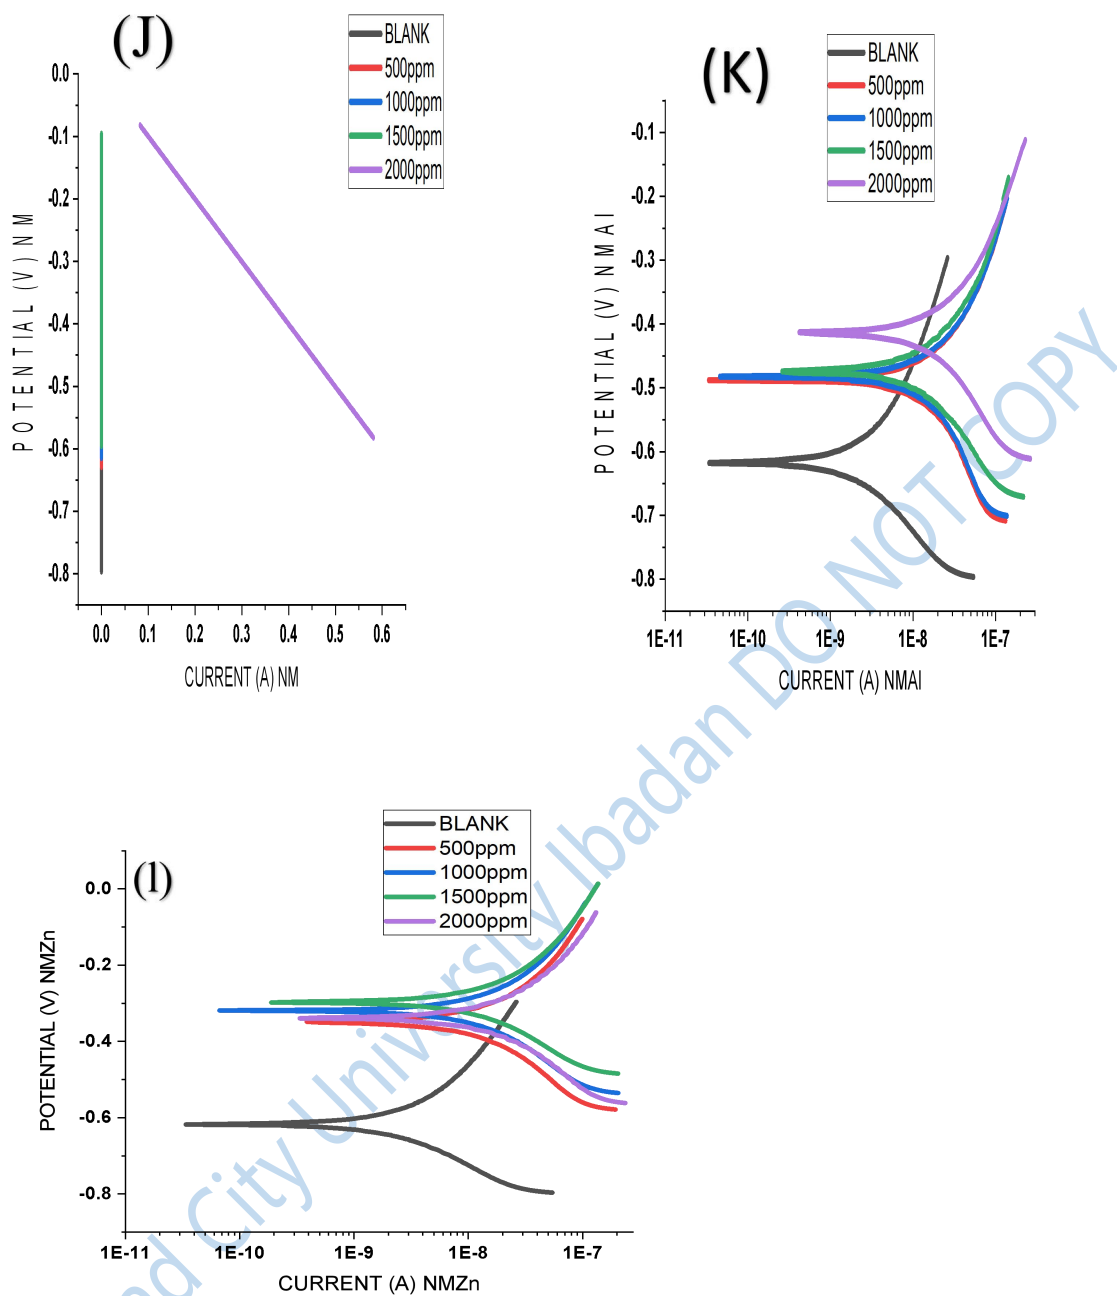 (J)
BLANK
500ppm
1000ppm
1500ppm
2000ppm
0.0
-0.1
-0.2
-0.3
-0.4
-0.5
-0.6
-0.7
-0.8
POTENTIAL (V) NM
0.0 0.1 0.2 0.3 0.4 0.5 0.6
CURRENT (A) NM
(K)
BLANK
500ppm
1000ppm
1500ppm
2000ppm
-0.1
-0.2
-0.3
-0.4
-0.5
-0.6
-0.7
-0.8
POTENTIAL (V) NMAl
1E-11 1E-10 1E-9 1E-8 1E-7
CURRENT (A) NMAl
(l)
BLANK
500ppm
1000ppm
1500ppm
2000ppm
0.0
-0.2
-0.4
-0.6
-0.8
POTENTIAL (V) NMZn
1E-11 1E-10 1E-9 1E-8 1E-7
CURRENT (A) NMZn
City University Ibadan DO NOT COPY